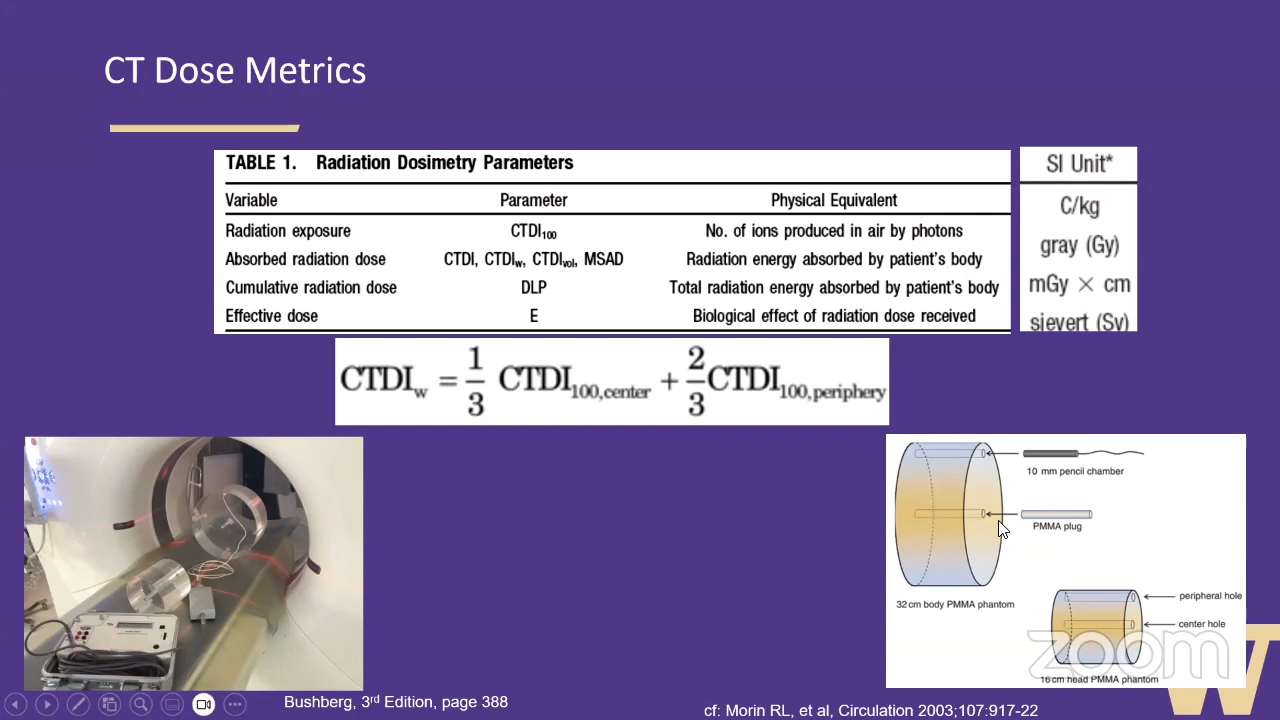 CT Dose Metrics
TABLE 1. Radiation Dosimetry Parameters
SI Unit*
Variable Parameter Physical Equivalent
Radiation exposure CTDI100 No. of ions produced in air by photons C/kg
Absorbed radiation dose CTDI, CTDIw, CTDIvol, MSAD Radiation energy absorbed by patient's body gray (Gy)
Cumulative radiation dose DLP Total radiation energy absorbed by patient's body mGy × cm
Effective dose E Biological effect of radiation dose received sievert (Sv)
CTDIw = 1/3 CTDI100,center + 2/3 CTDI100,periphery
10 mm pencil chamber
PMMA plug
32 cm body PMMA phantom
peripheral hole
center hole
16 cm head PMMA phantom
zoom
W
Bushberg, 3rd Edition, page 388
cf: Morin RL, et al, Circulation 2003;107:917-22